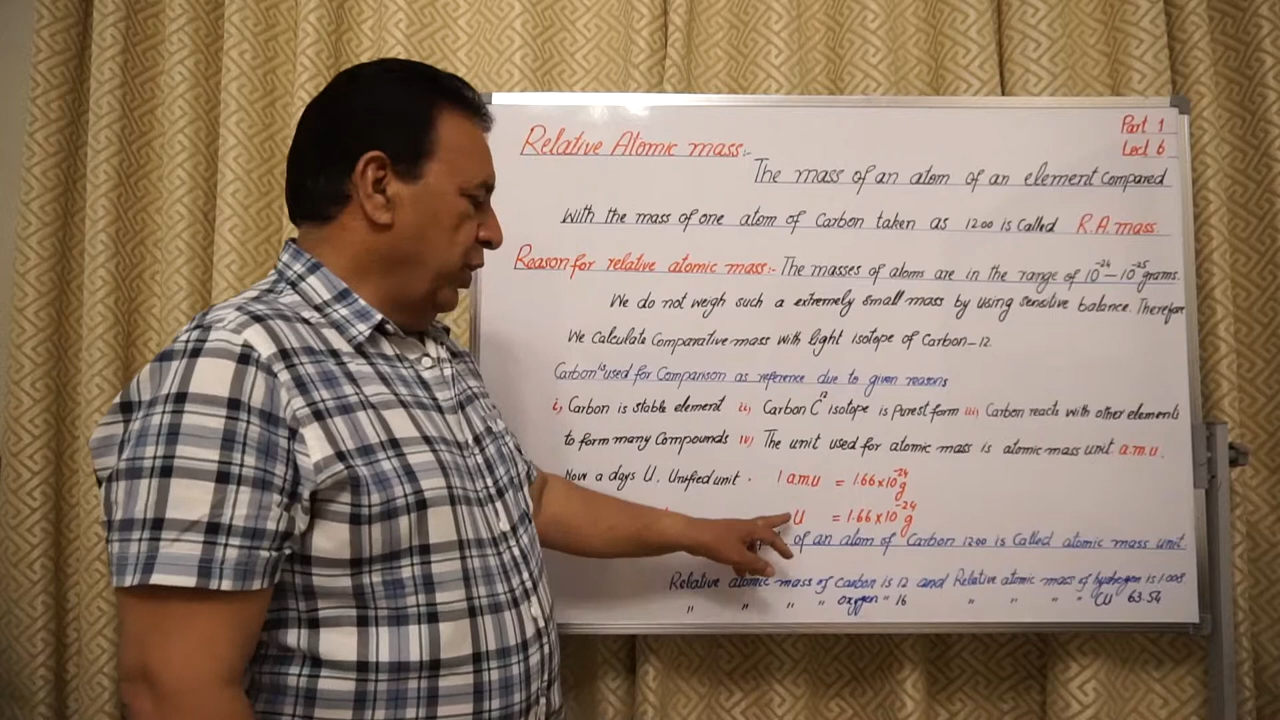 Part 1
Lect 6
Relative Atomic mass:-
The mass of an atom of an element compared
With the mass of one atom of Carbon taken as 12.00 is Called R.A. mass.
Reason for relative atomic mass:- The masses of atoms are in the range of 10⁻²⁴ – 10⁻²⁵ grams.
We do not weigh such a extremely small mass by using sensitive balance. Therefore
We Calculate Comparative mass with light isotope of Carbon-12.
Carbon is used for Comparison as reference due to given reasons
i, Carbon is stable element ii, Carbon C¹² isotope is purest form iii, Carbon reacts with other elements
to form many Compounds iv, The unit used for atomic mass is atomic mass unit a.m.u.
Now a days U. Unified unit. 1 amu = 1.66×10⁻²⁴g
U = 1.66×10⁻²⁴g
of an atom of Carbon 12.00 is Called atomic mass unit.
Relative atomic mass of carbon is 12 and Relative atomic mass of hydrogen is 1.008
" " " " oxygen " 16 " " " " CU 63.54